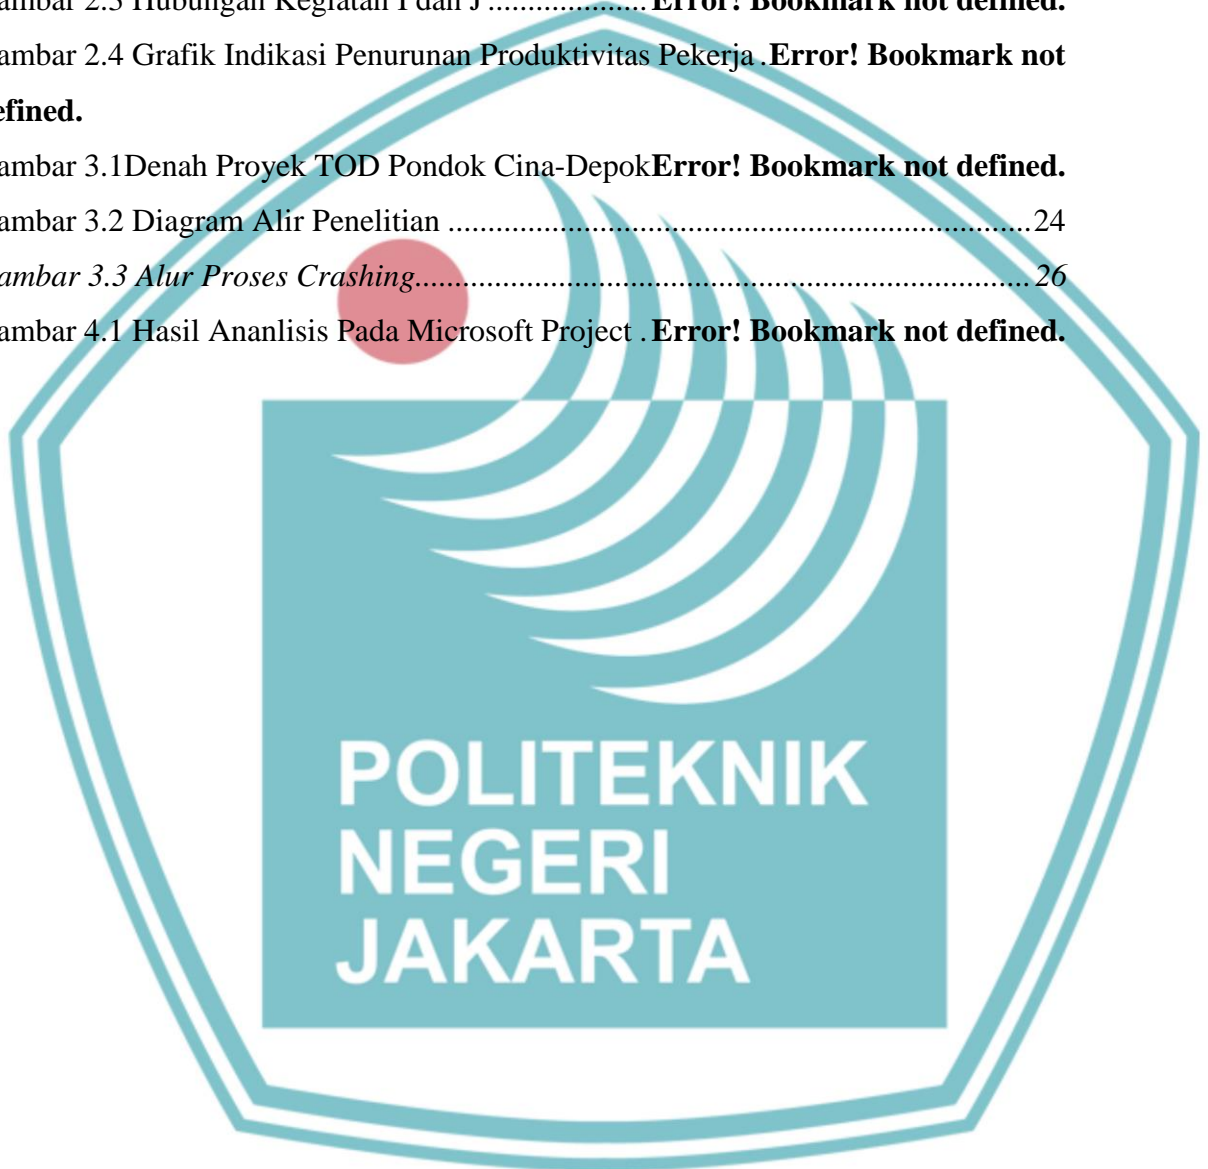 ambar 2.3 Hubungan Kegiatan I dan J ................... Error! Bookmark not defined.
ambar 2.4 Grafik Indikasi Penurunan Produktivitas Pekerja . Error! Bookmark not
efined.
ambar 3.1Denah Proyek TOD Pondok Cina-DepokError! Bookmark not defined.
ambar 3.2 Diagram Alir Penelitian ........................................................................ 24
ambar 3.3 Alur Proses Crashing............................................................................ 26
ambar 4.1 Hasil Ananlisis Pada Microsoft Project . Error! Bookmark not defined.
POLITEKNIK
NEGERI
JAKARTA